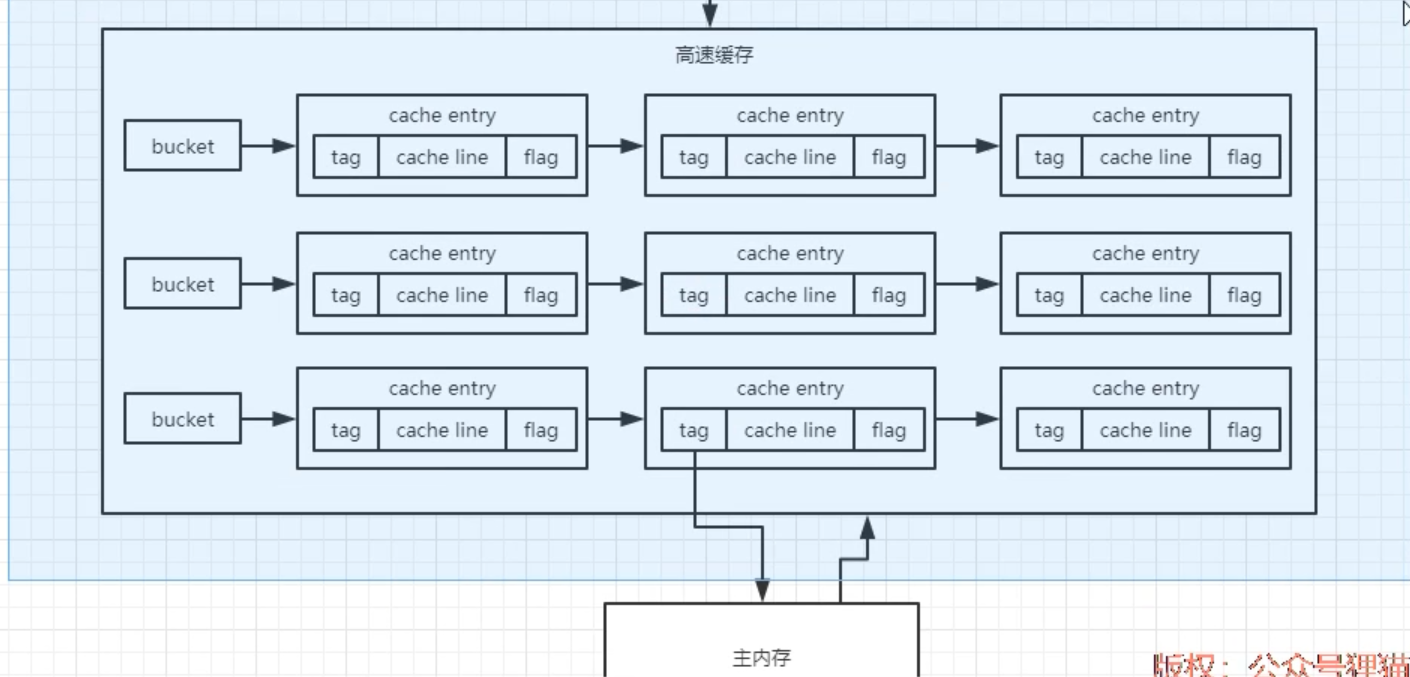 高速缓存
cache entry cache entry cache entry
bucket tag cache line flag tag cache line flag tag cache line flag
cache entry cache entry cache entry
bucket tag cache line flag tag cache line flag tag cache line flag
cache entry cache entry cache entry
bucket tag cache line flag tag cache line flag tag cache line flag
主内存
版权：公众号狸猫